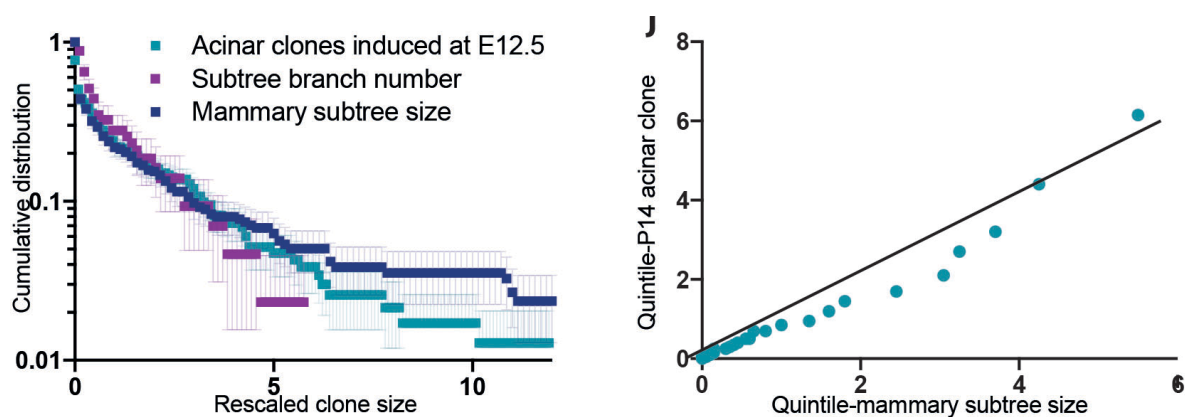 Acinar clones induced at E12.5
Subtree branch number
Mammary subtree size
Cumulative distribution
1
0.1
0.01
0
5
10
Rescaled clone size
J
Quintile-P14 acinar clone
8
6
4
2
0
0
2
4
Quintile-mammary subtree size